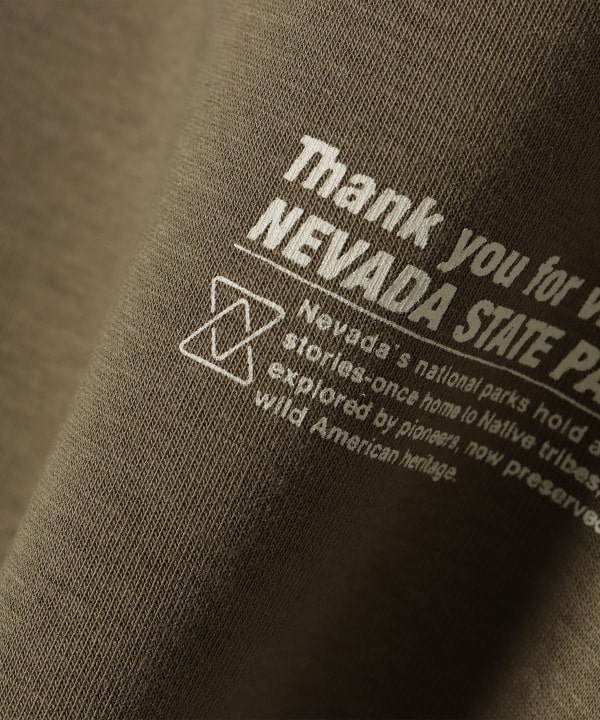 Thank you for
NEVADA STATE
Nevada's national parks hold
stories-once home to Native tribes,
explored by pioneers, now preserved
wild American heritage.